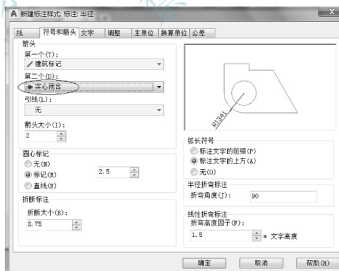 新建标注样式: 标注: 半径
线 符号和箭头 文字 调整 主单位 换算单位 公差
箭头
第一个(T):
建筑标记
第二个(D):
实心闭合
引线(L):
无
箭头大小(I):
2
圆心标记
无(N)
标记(M)
2.5
直线(E)
折断标注
折断大小(B):
3.75
弧长符号
标注文字的前缀(P)
标注文字的上方(A)
无(O)
半径折弯标注
折弯角度(J):
90
线性折弯标注
折弯高度因子(F):
1.5
* 文字高度
确定 取消 帮助(H)